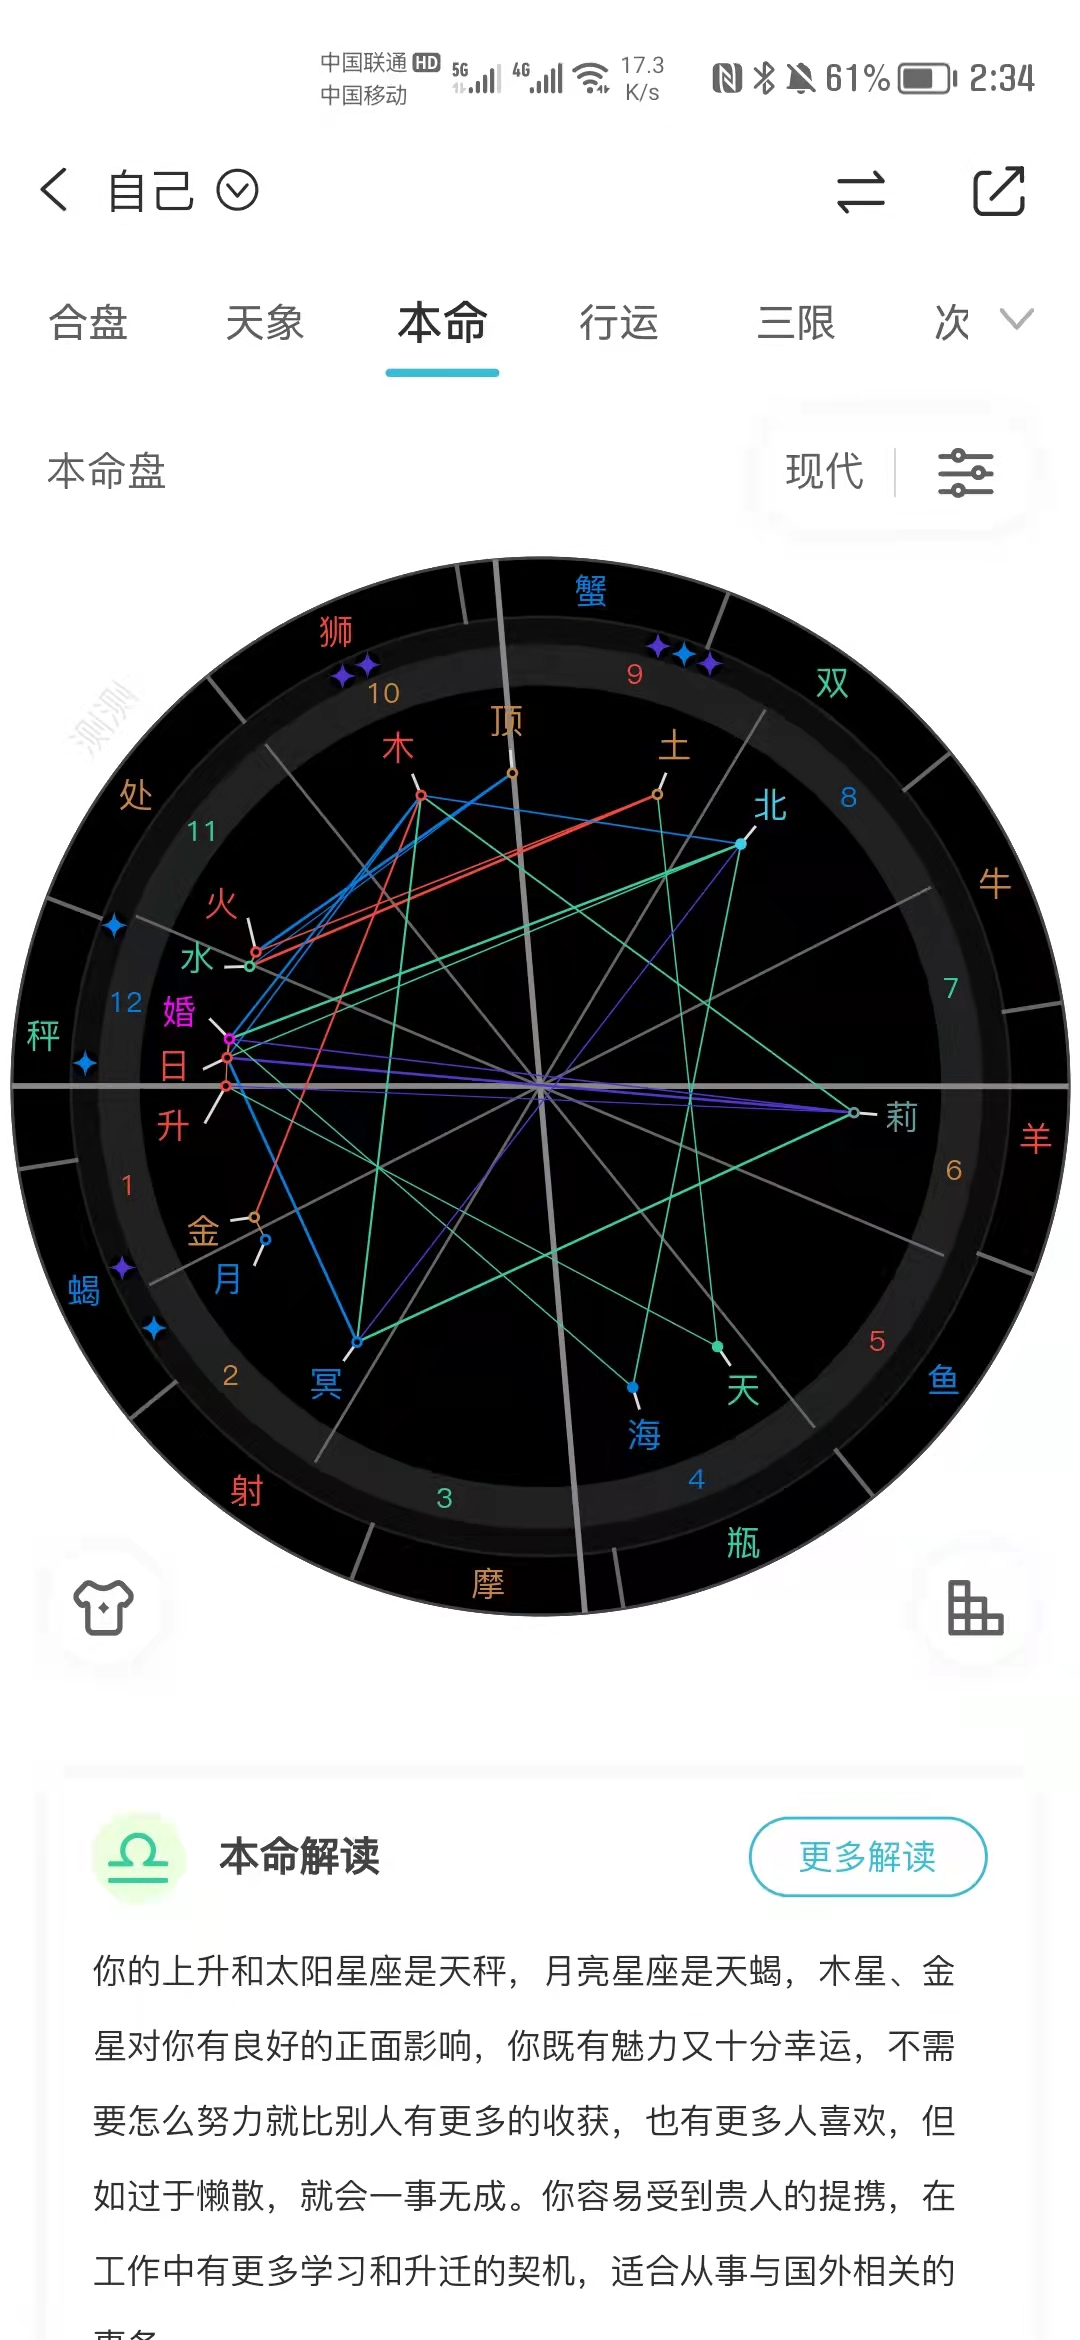 中国联通 HD 5G 4G 17.3 K/s 61% 2:34
中国移动
自己
合盘 天象 本命 行运 三限 次
本命盘 现代
蟹
狮
双
9
10
顶
木
土
测测
处
北
8
11
牛
火
水
7
12
婚
秤
日
升
莉
羊
1
6
金
月
蝎
5
2
冥
天
鱼
海
4
射
3
瓶
摩
本命解读 更多解读
你的上升和太阳星座是天秤，月亮星座是天蝎，木星、金
星对你有良好的正面影响，你既有魅力又十分幸运，不需
要怎么努力就比别人有更多的收获，也有更多人喜欢，但
如过于懒散，就会一事无成。你容易受到贵人的提携，在
工作中有更多学习和升迁的契机，适合从事与国外相关的